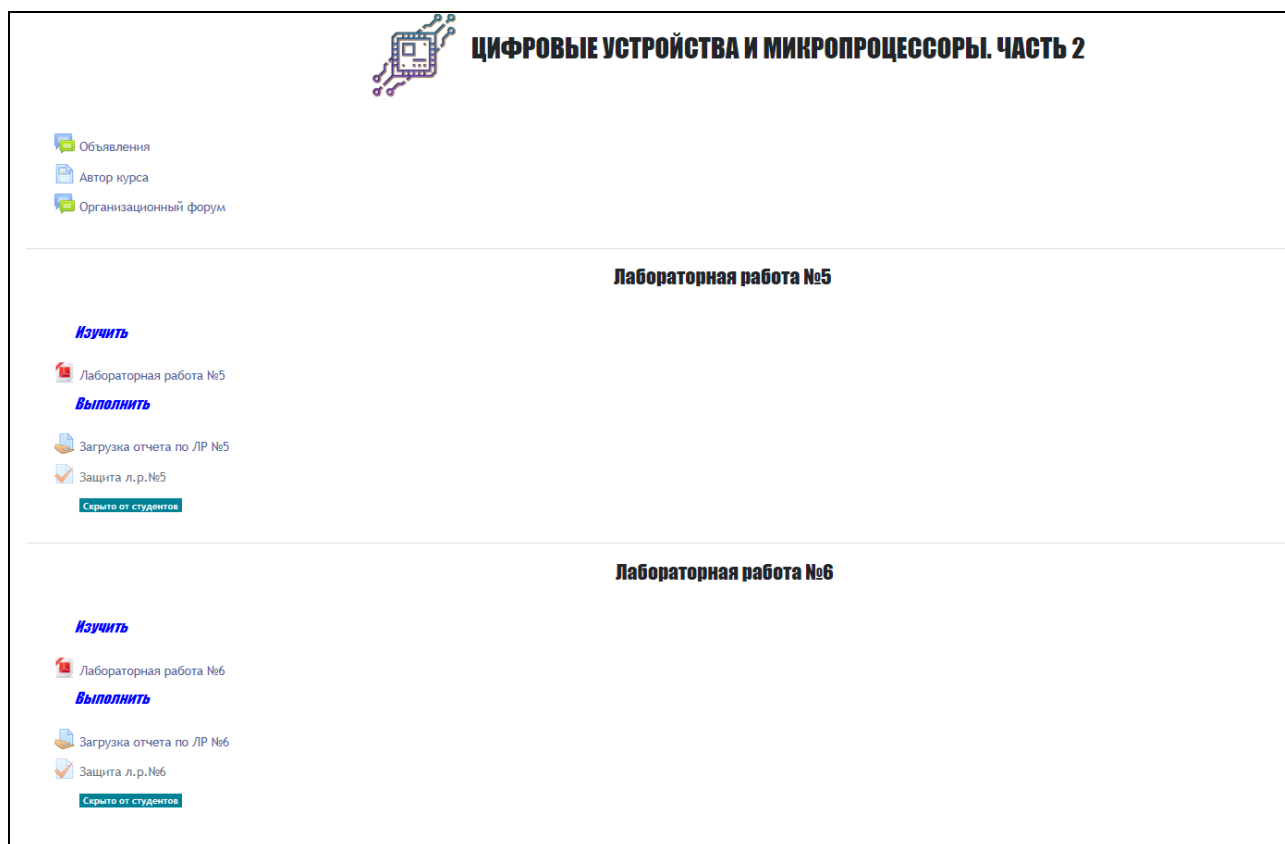 ЦИФРОВЫЕ УСТРОЙСТВА И МИКРОПРОЦЕССОРЫ. ЧАСТЬ 2
Объявления
Автор курса
Организационный форум
Лабораторная работа №5
Изучить
Лабораторная работа №5
Выполнить
Загрузка отчета по ЛР №5
Защита л.р.№5
Скрыто от студентов
Лабораторная работа №6
Изучить
Лабораторная работа №6
Выполнить
Загрузка отчета по ЛР №6
Защита л.р.№6
Скрыто от студентов